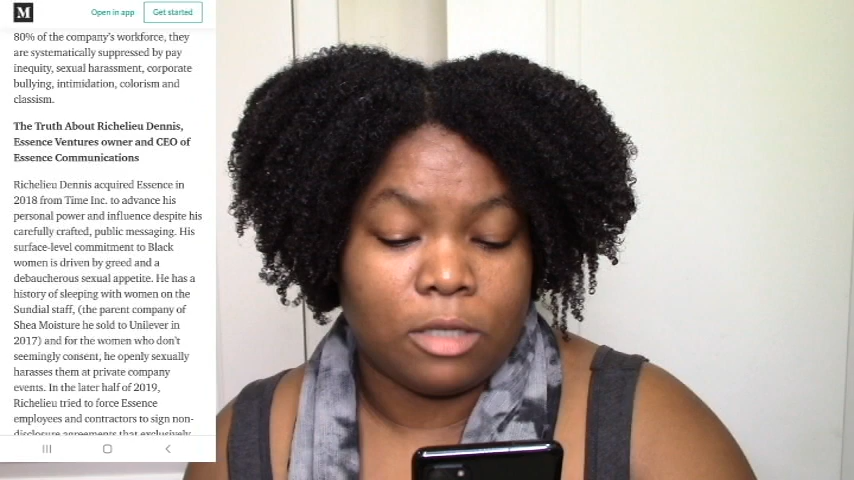 M
Open in app
Get started
80% of the company's workforce, they
are systematically suppressed by pay
inequity, sexual harassment, corporate
bullying, intimidation, colorism and
classism.
The Truth About Richelieu Dennis,
Essence Ventures owner and CEO of
Essence Communications
Richelieu Dennis acquired Essence in
2018 from Time Inc. to advance his
personal power and influence despite his
carefully crafted, public messaging. His
surface-level commitment to Black
women is driven by greed and a
debaucherous sexual appetite. He has a
history of sleeping with women on the
Sundial staff, (the parent company of
Shea Moisture he sold to Unilever in
2017) and for the women who don't
seemingly consent, he openly sexually
harasses them at private company
events. In the later half of 2019,
Richelieu tried to force Essence
employees and contractors to sign non-
disclosure agreements that exclusively